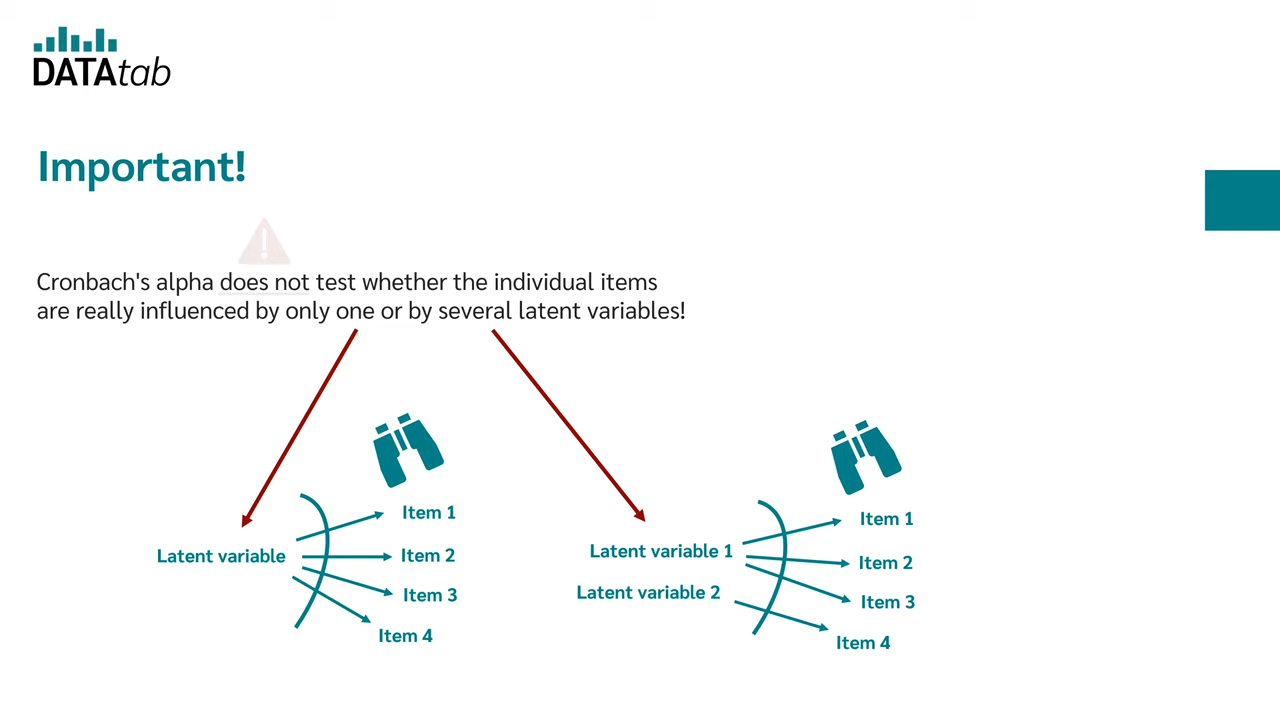 DATAtab
Important!
Cronbach's alpha does not test whether the individual items
are really influenced by only one or by several latent variables!
Latent variable
Item 1
Item 2
Item 3
Item 4
Latent variable 1
Latent variable 2
Item 1
Item 2
Item 3
Item 4